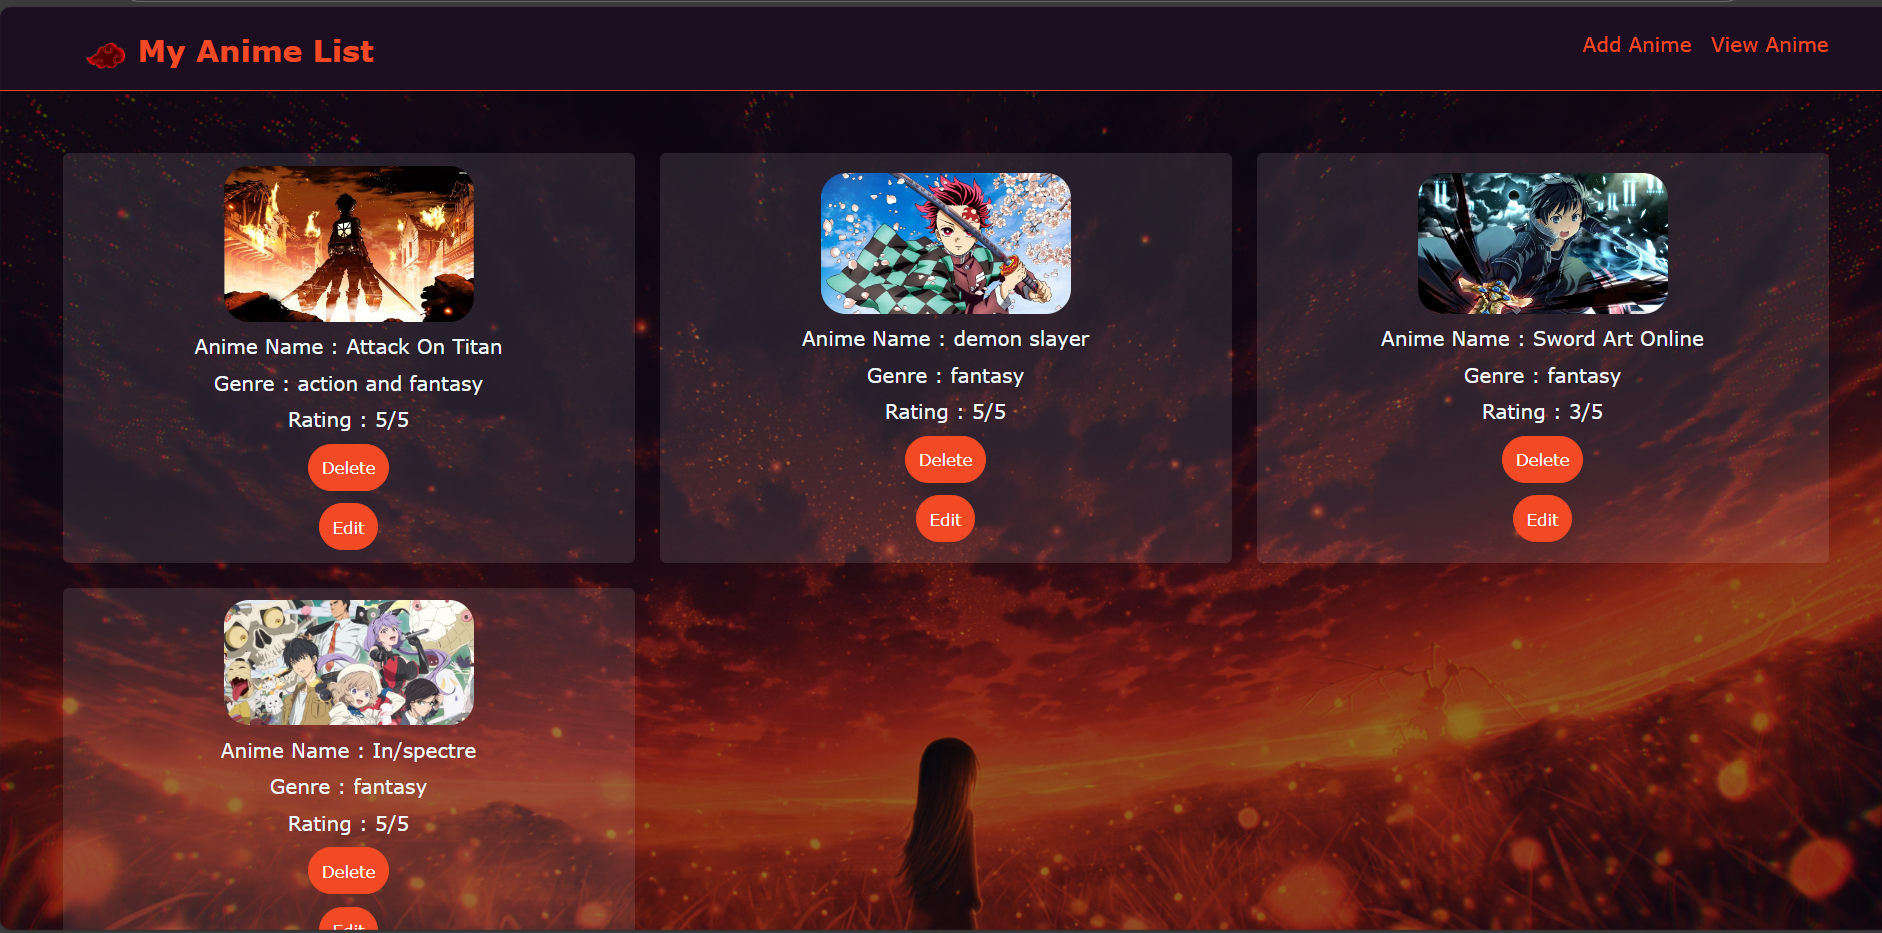 My Anime List
Add Anime View Anime
Anime Name : Attack On Titan
Genre : action and fantasy
Rating : 5/5
Delete
Edit
Anime Name : demon slayer
Genre : fantasy
Rating : 5/5
Delete
Edit
Anime Name : Sword Art Online
Genre : fantasy
Rating : 3/5
Delete
Edit
Anime Name : In/spectre
Genre : fantasy
Rating : 5/5
Delete
Edit